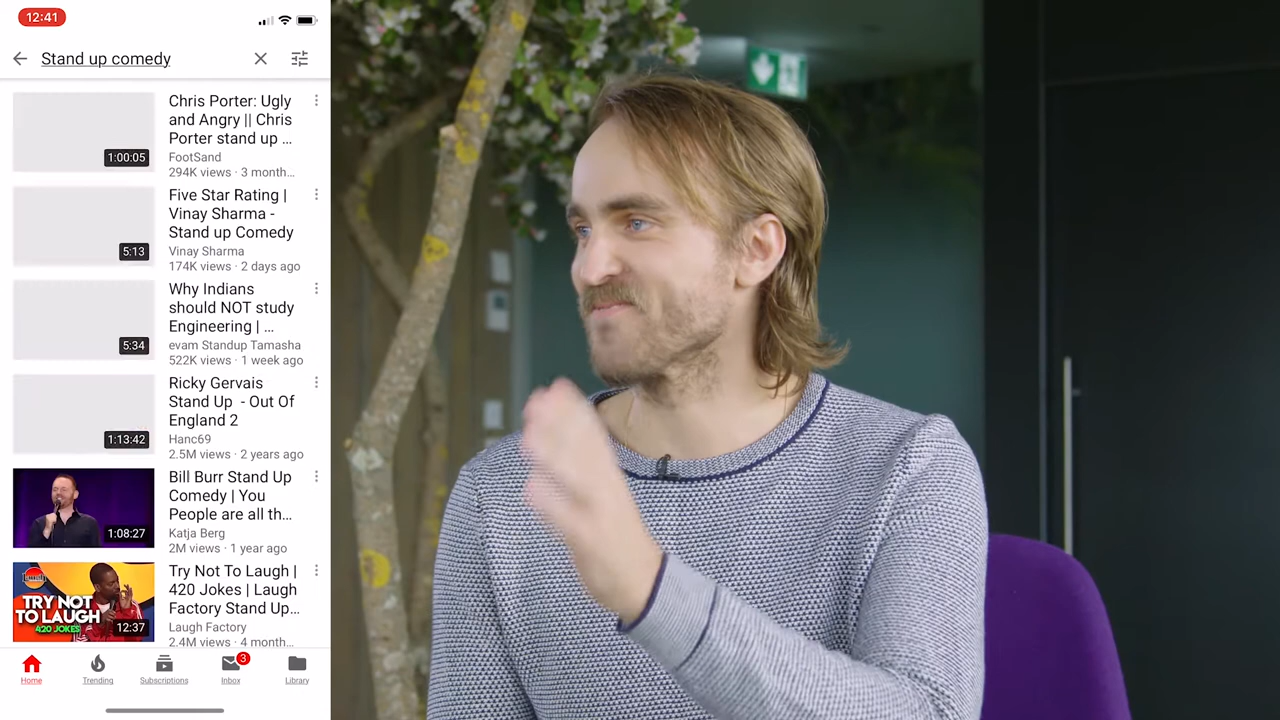 12:41
Stand up comedy
Chris Porter: Ugly
and Angry || Chris
Porter stand up ...
1:00:05
FootSand
294K views · 3 month...
Five Star Rating |
Vinay Sharma -
Stand up Comedy
5:13
Vinay Sharma
174K views · 2 days ago
Why Indians
should NOT study
Engineering | ...
5:34
evam Standup Tamasha
522K views · 1 week ago
Ricky Gervais
Stand Up - Out Of
England 2
1:13:42
Hanc69
2.5M views · 2 years ago
Bill Burr Stand Up
Comedy | You
People are all th...
1:08:27
Katja Berg
2M views · 1 year ago
Try Not To Laugh |
420 Jokes | Laugh
Factory Stand Up...
Laugh
TRY NOT
TO LAUGH
420 JOKES
12:37
Laugh Factory
2.4M views · 4 month...
3
Home
Trending
Subscriptions
Inbox
Library